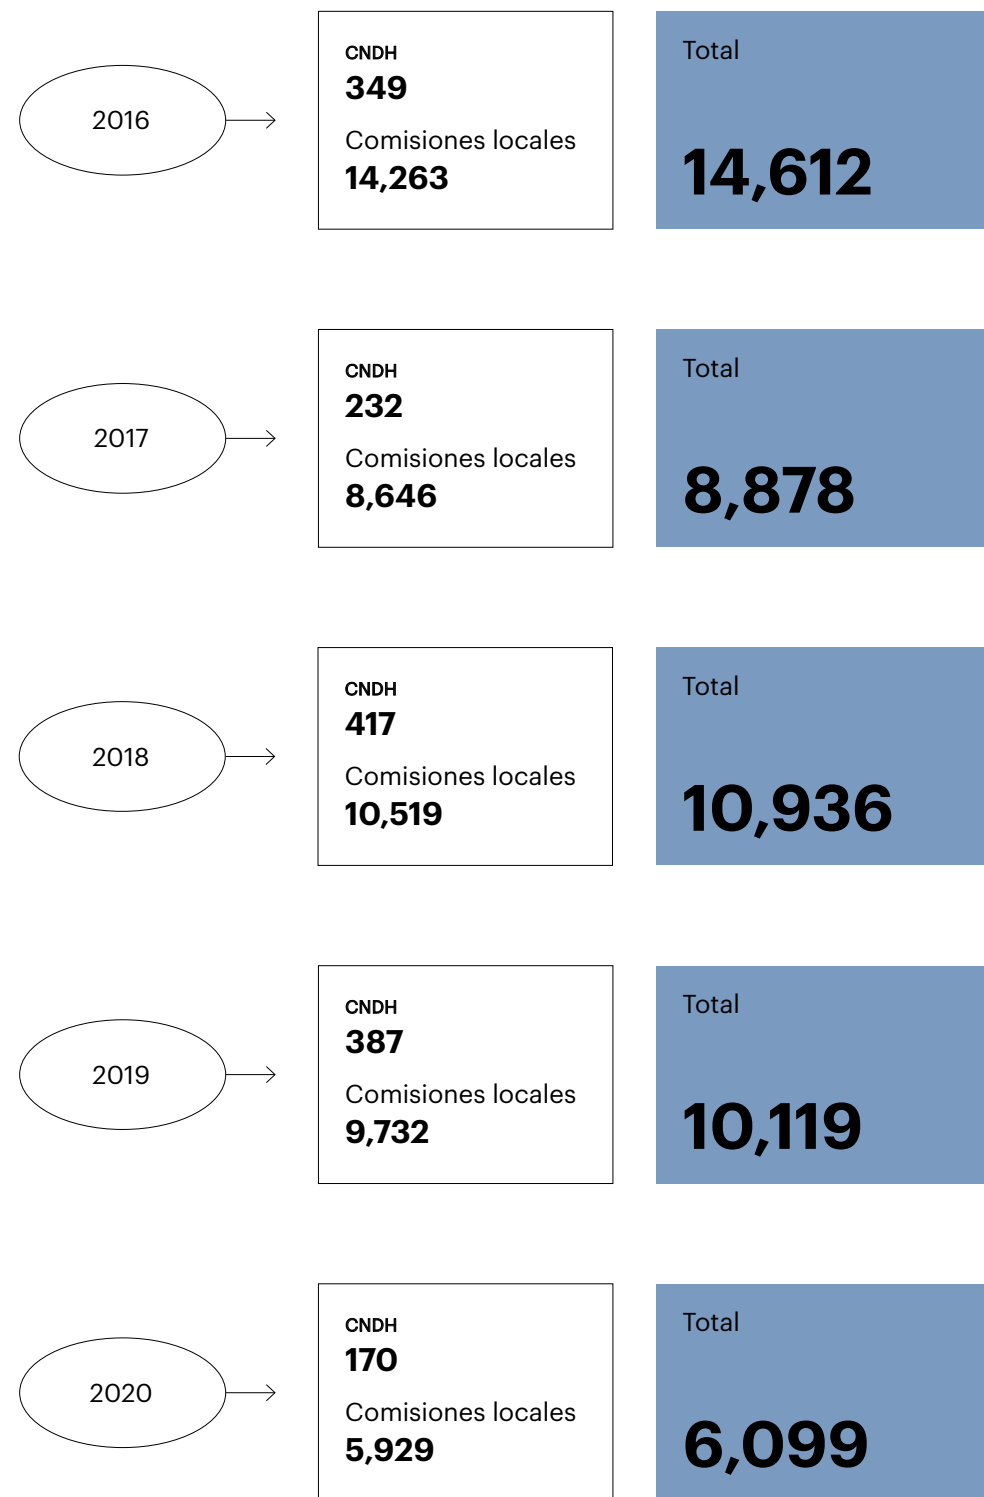 2016
CNDH
349
Comisiones locales
14,263
Total
14,612
2017
CNDH
232
Comisiones locales
8,646
Total
8,878
2018
CNDH
417
Comisiones locales
10,519
Total
10,936
2019
CNDH
387
Comisiones locales
9,732
Total
10,119
2020
CNDH
170
Comisiones locales
5,929
Total
6,099